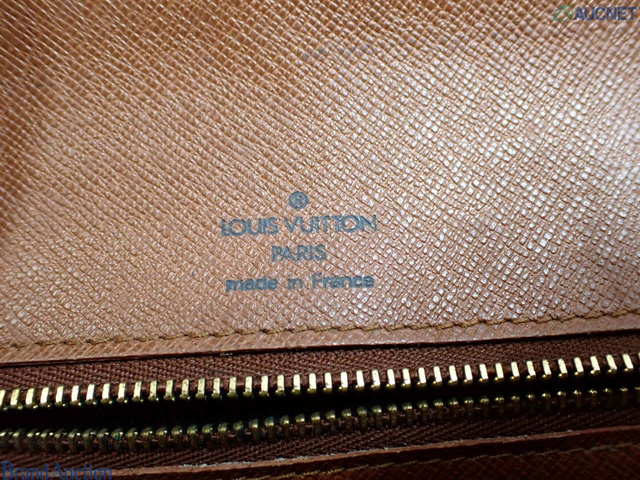 AUCNET
®
LOUIS VUITTON
PARIS
made in France
Brand Auction